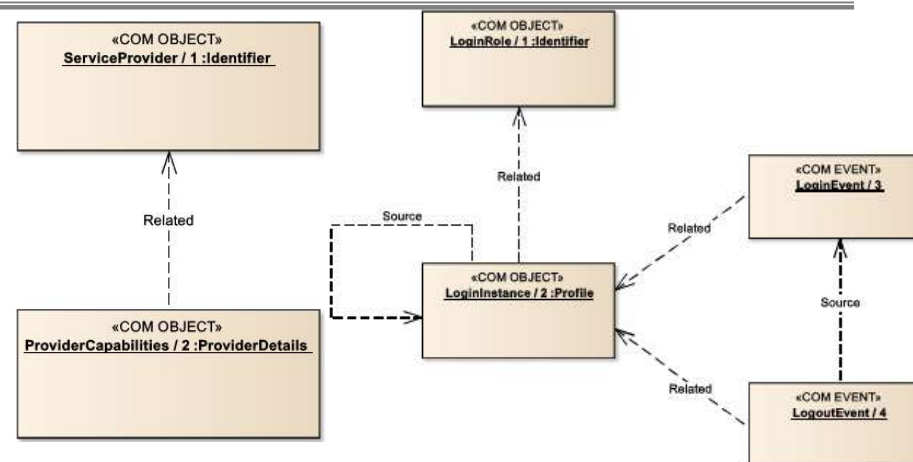 «COM OBJECT»
ServiceProvider / 1 :Identifier
Related
«COM OBJECT»
ProviderCapabilities / 2 :ProviderDetails
«COM OBJECT»
LoginRole / 1 :Identifier
Related
Source
«COM OBJECT»
LoginInstance / 2 :Profile
Related
Related
«COM EVENT»
LoginEvent / 3
Source
«COM EVENT»
LogoutEvent / 4